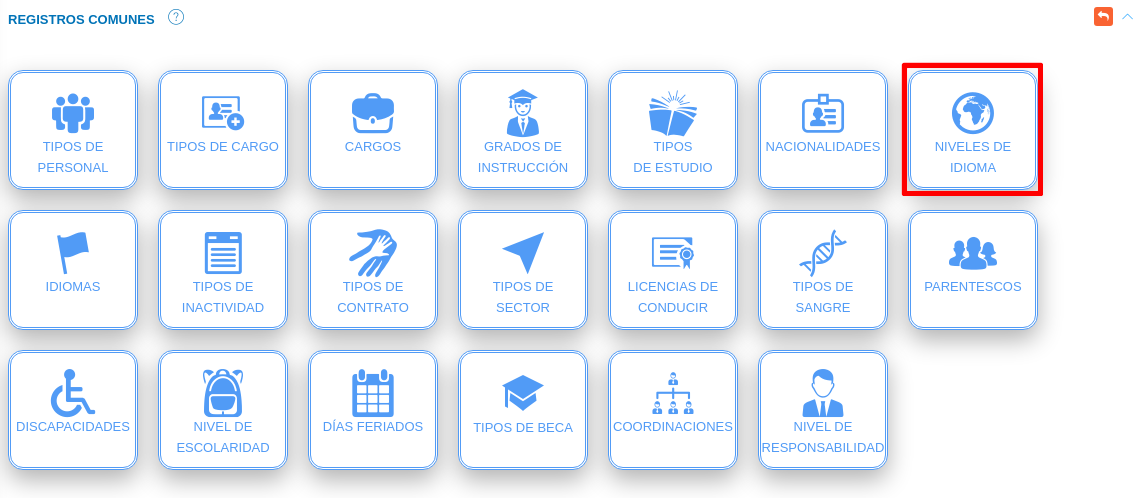 REGISTROS COMUNES ?
TIPOS DE
PERSONAL
TIPOS DE CARGO
CARGOS
GRADOS DE
INSTRUCCIÓN
TIPOS
DE ESTUDIO
NACIONALIDADES
NIVELES DE
IDIOMA
IDIOMAS
TIPOS DE
INACTIVIDAD
TIPOS DE
CONTRATO
TIPOS DE
SECTOR
LICENCIAS DE
CONDUCIR
TIPOS DE
SANGRE
PARENTESCOS
DISCAPACIDADES
NIVEL DE
ESCOLARIDAD
DÍAS FERIADOS
TIPOS DE BECA
COORDINACIONES
NIVEL DE
RESPONSABILIDAD